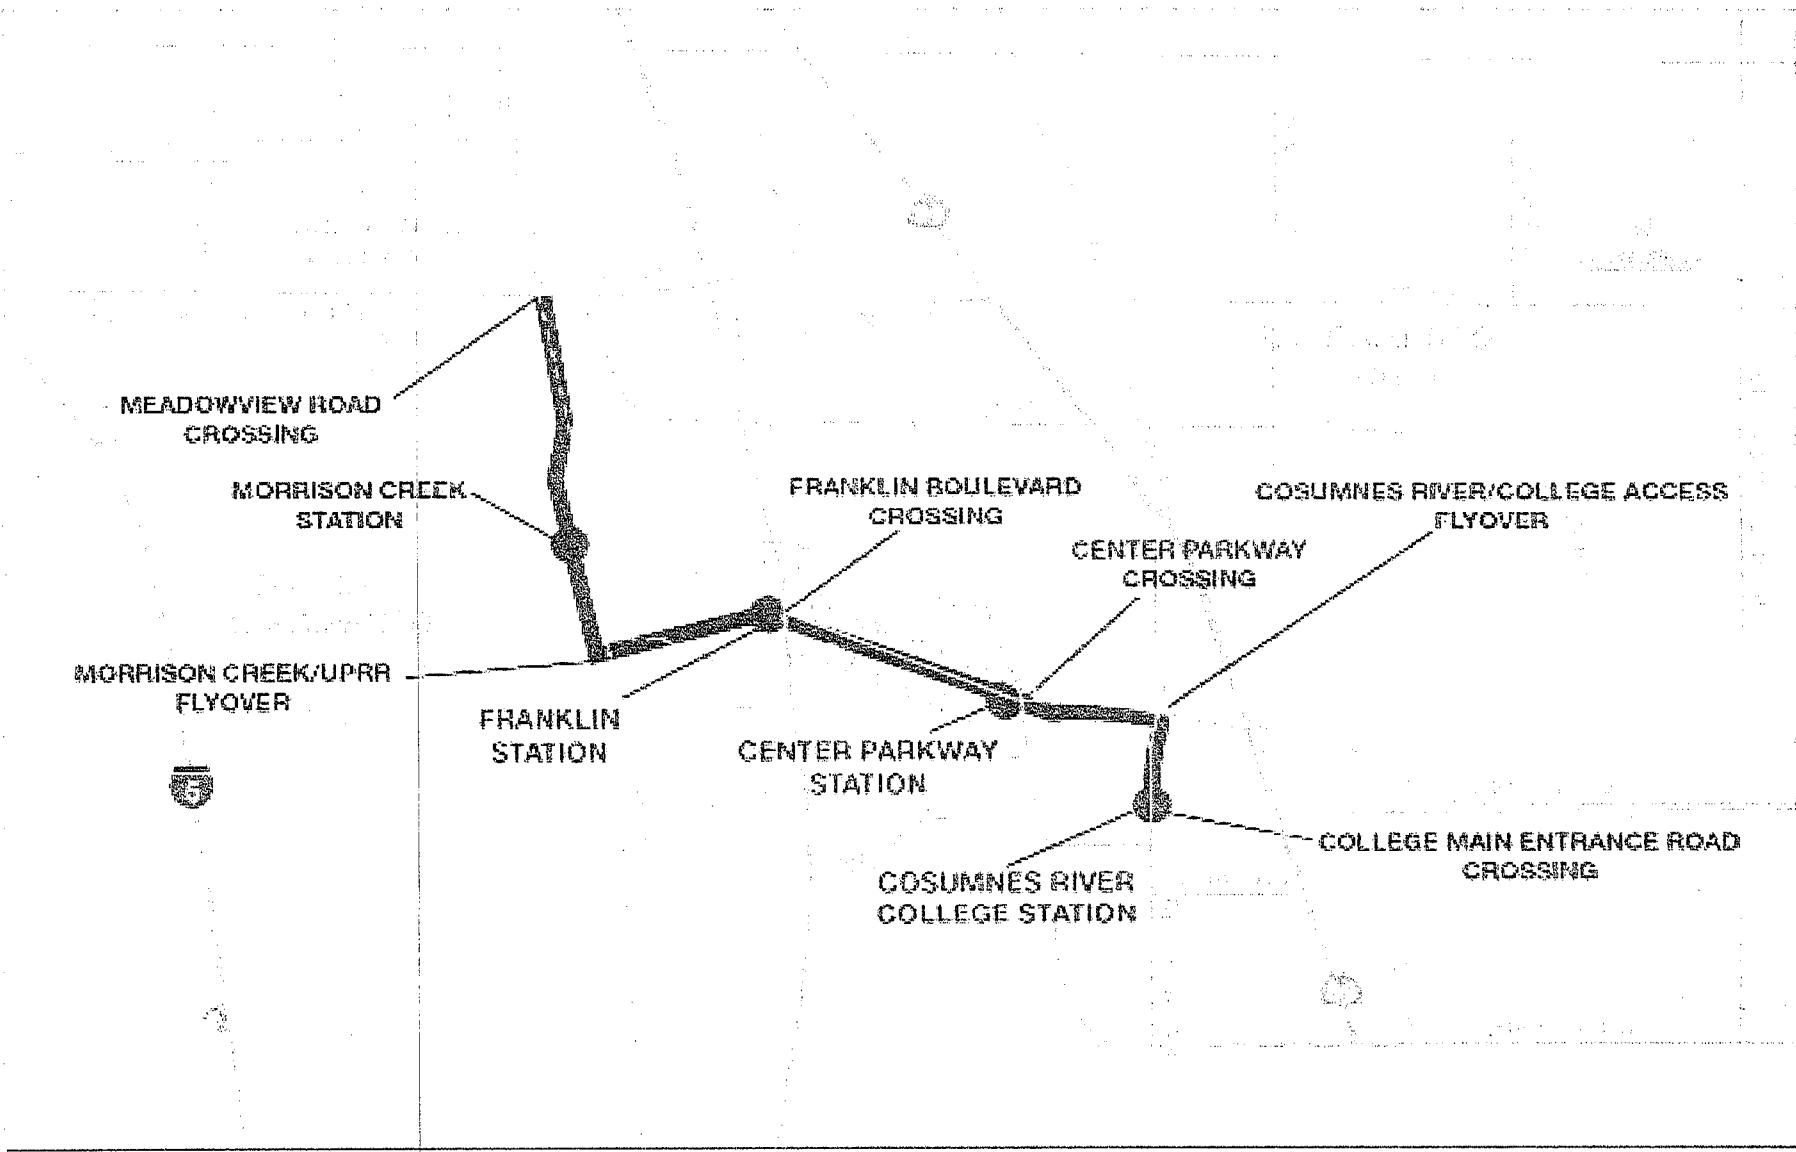 MEADOWVIEW ROAD
CROSSING
MORRISON CREEK
STATION
FRANKLIN BOULEVARD
CROSSING
COSUMNES RIVER/COLLEGE ACCESS
FLYOVER
CENTER PARKWAY
CROSSING
MORRISON CREEK/UPRR
FLYOVER
FRANKLIN
STATION
CENTER PARKWAY
STATION
5
COLLEGE MAIN ENTRANCE ROAD
CROSSING
COSUMNES RIVER
COLLEGE STATION